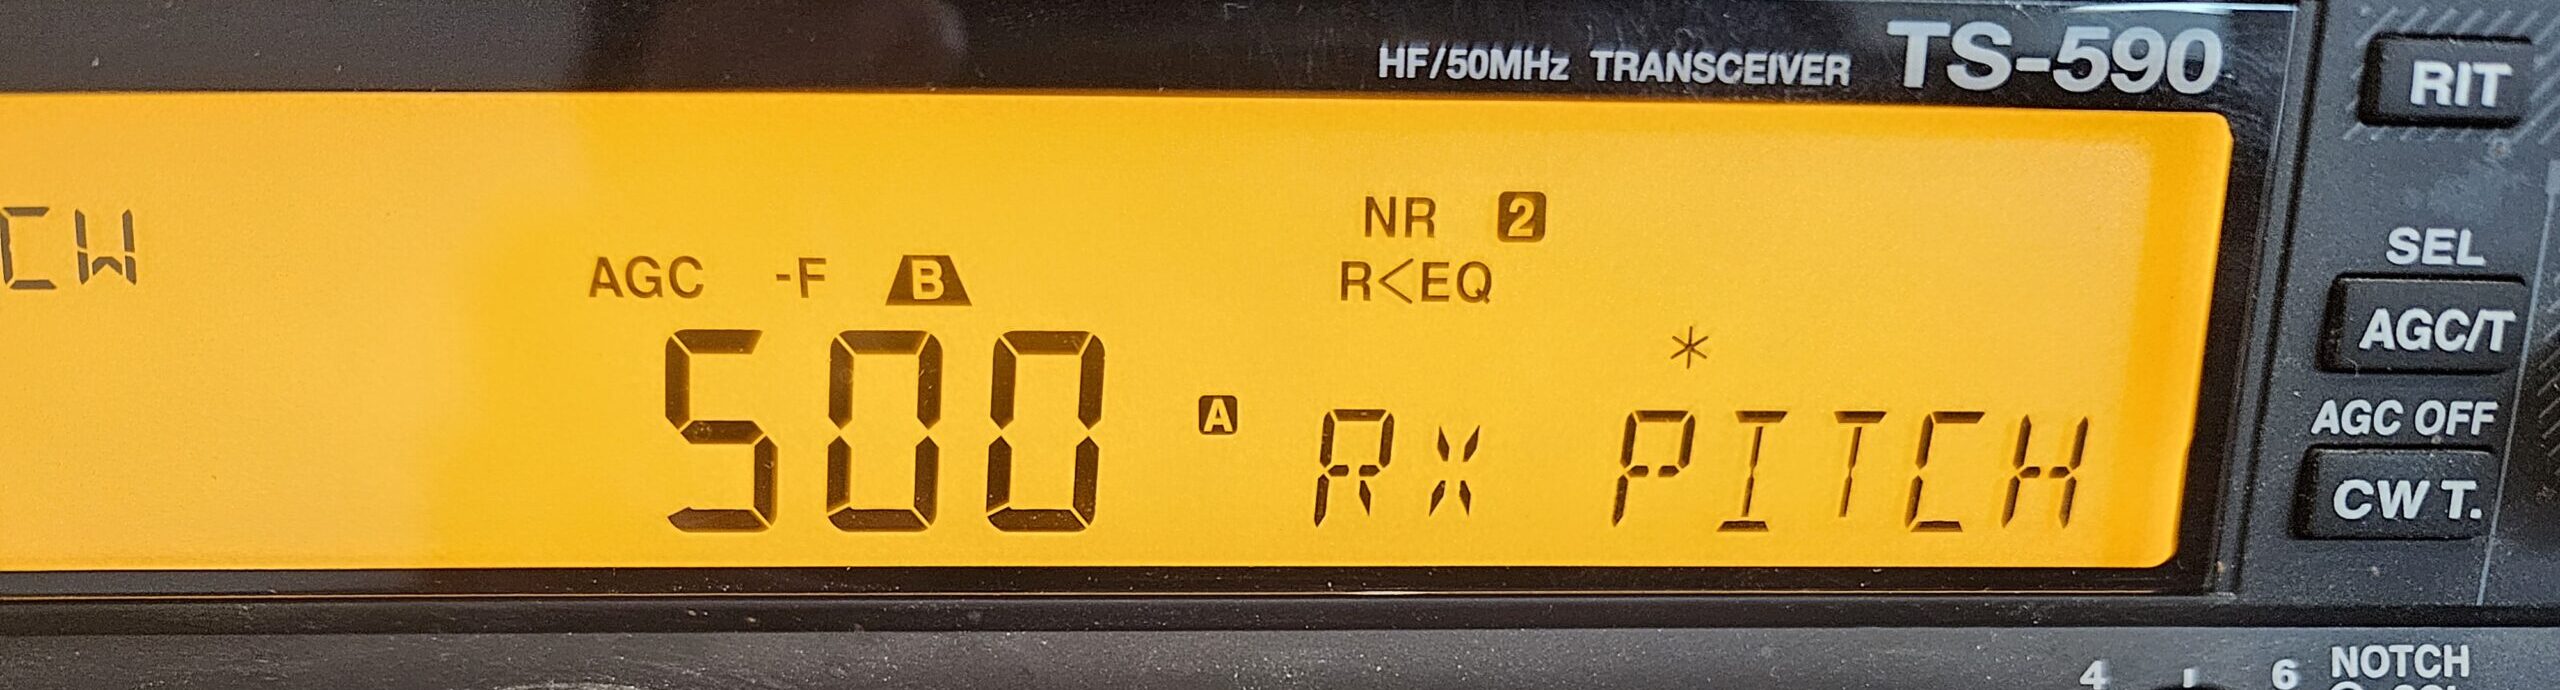 HF/50MHz TRANSCEIVER TS-590
RIT
CW
NR 2
AGC -F B
R<EQ
SEL
AGC/T
*
500 A RX PITCH
AGC OFF
CW T.
4 6 NOTCH